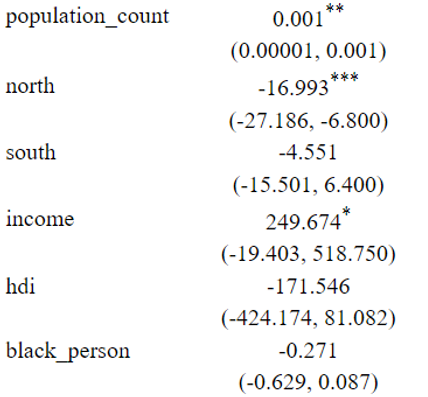 population_count 0.001**
(0.00001, 0.001)
north -16.993***
(-27.186, -6.800)
south -4.551
(-15.501, 6.400)
income 249.674*
(-19.403, 518.750)
hdi -171.546
(-424.174, 81.082)
black_person -0.271
(-0.629, 0.087)